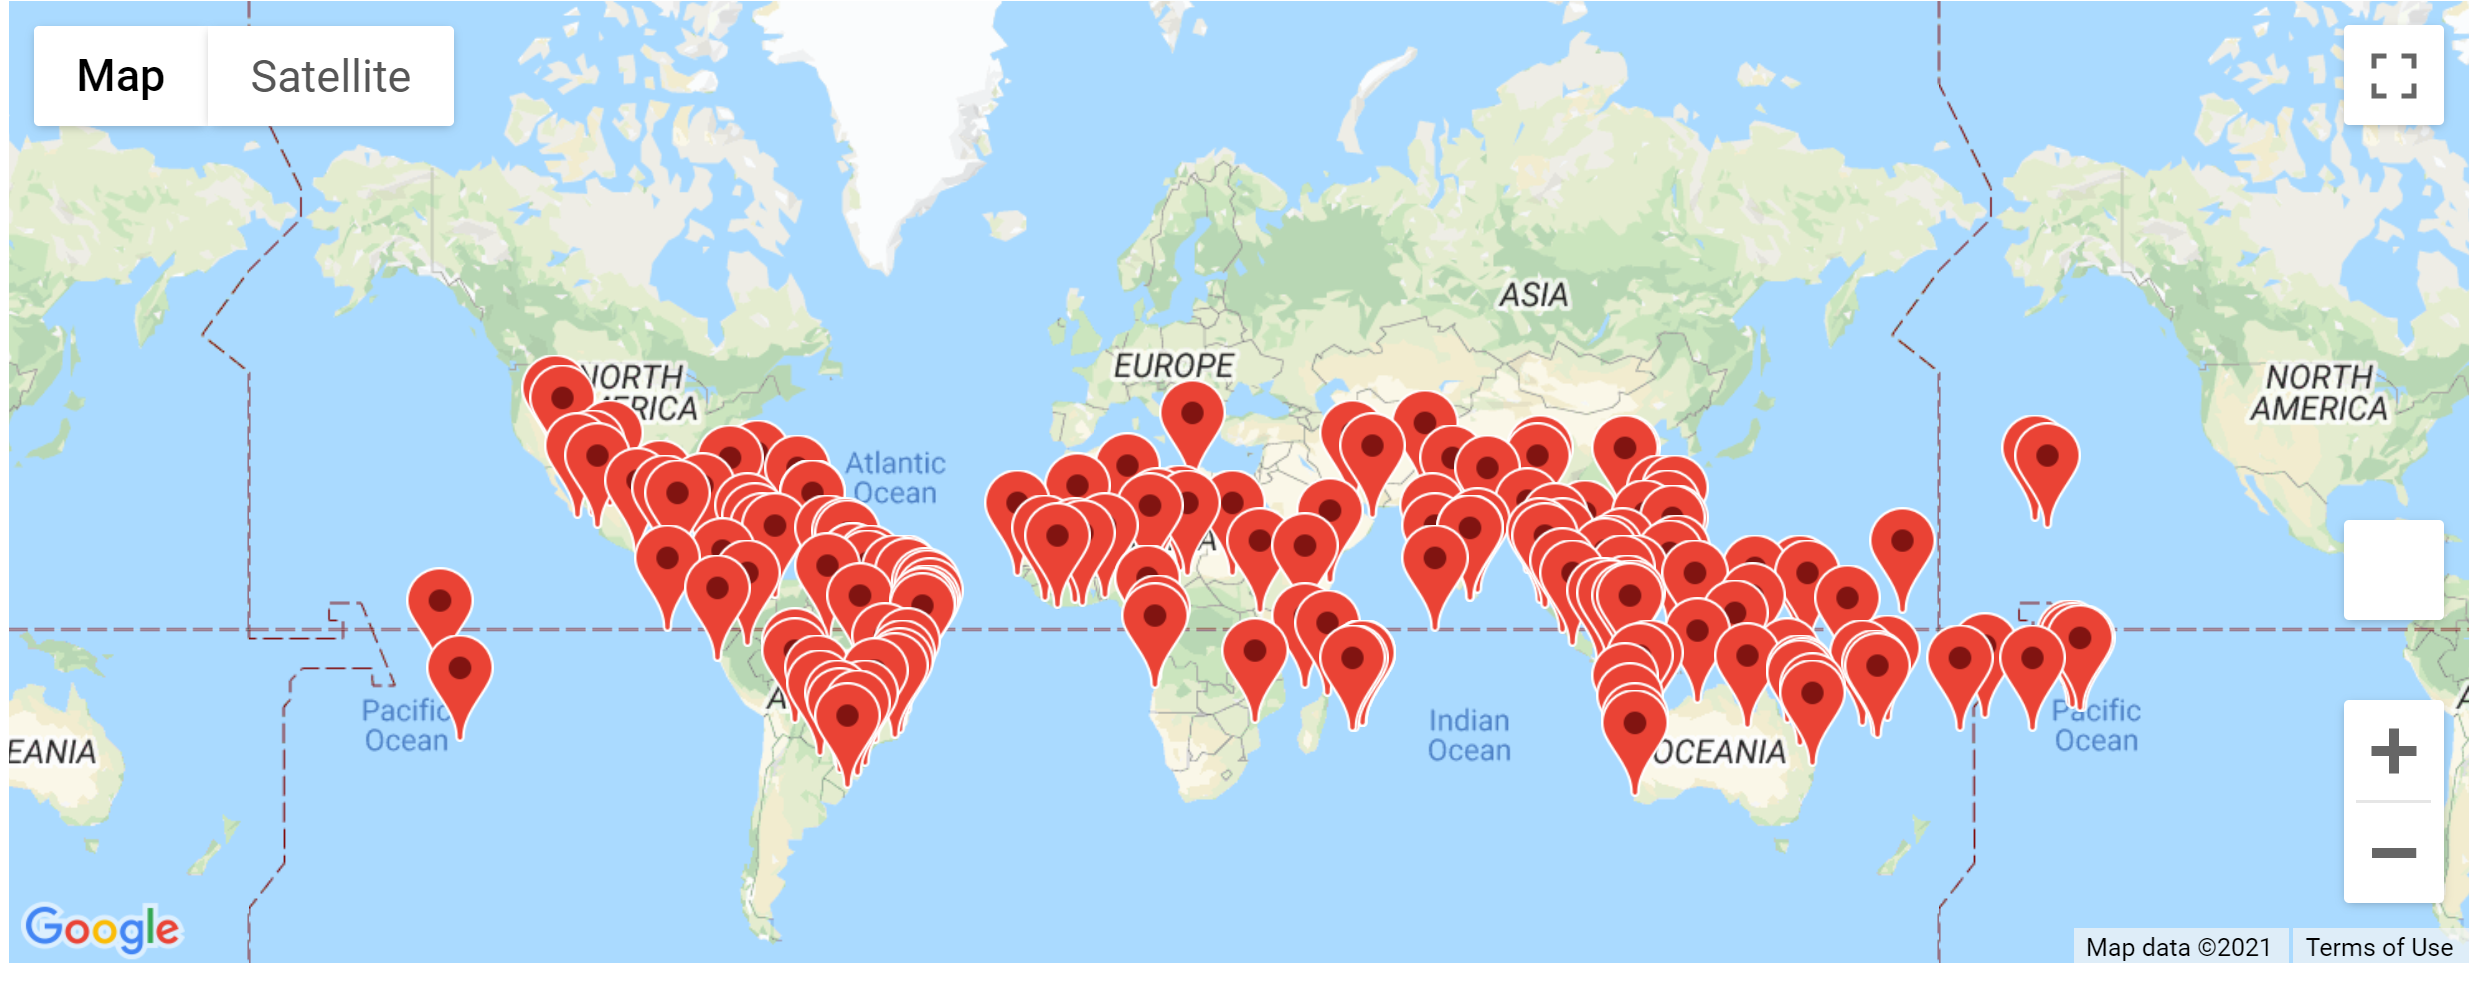 Map
Satellite
ASIA
EUROPE
NORTH
ERICA
NORTH
AMERICA
Atlantic
Ocean
A
A
Pacific
Ocean
Indian
Ocean
Pacific
Ocean
EANIA
OCEANIA
A
Google
Map data ©2021
Terms of Use